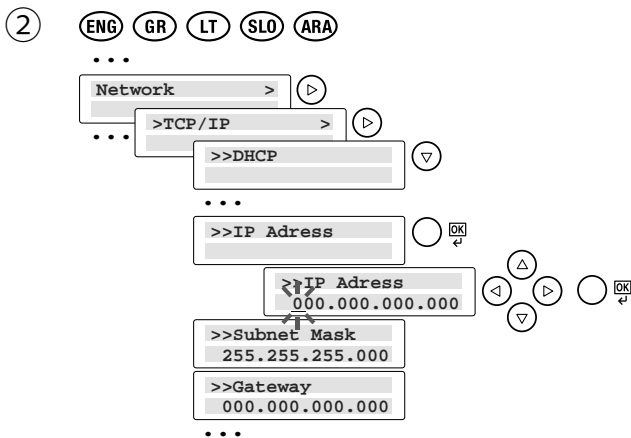 2 ENG GR LT SLO ARA
...
Network >
... >TCP/IP >
>>DHCP
...
>>IP Adress
OK
>>IP Adress
000.000.000.000
OK
>>Subnet Mask
255.255.255.000
>>Gateway
000.000.000.000
...